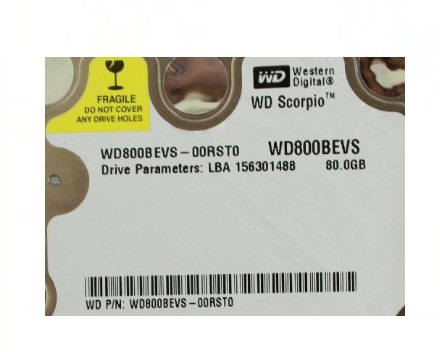 FRAGILE
DO NOT COVER
ANY DRIVE HOLES
WD Western
Digital®
WD Scorpio™
WD800BEVS-00RST0 WD800BEVS
Drive Parameters: LBA 156301488 80.0GB
WD P/N: WD800BEVS-00RST0